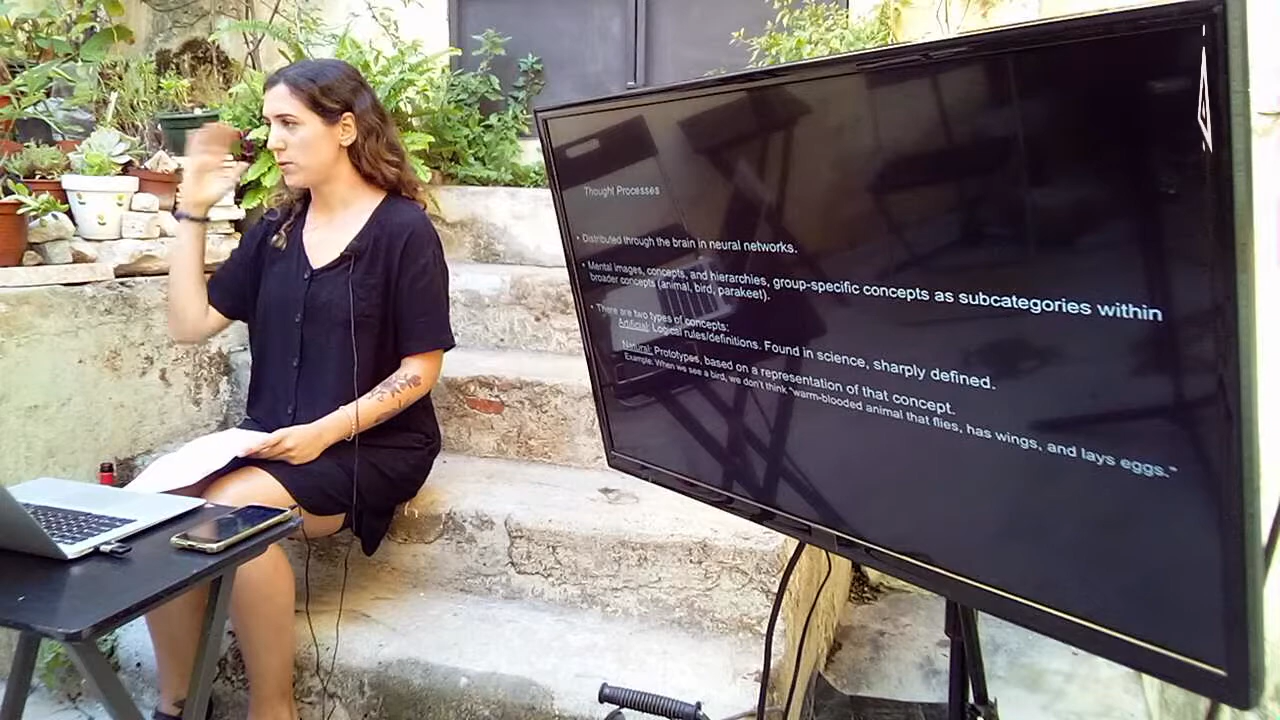 Thought Processes
• Distributed through the brain in neural networks.
• Mental images, concepts, and hierarchies, group-specific concepts as subcategories within
broader concepts (animal, bird, parakeet).
• There are two types of concepts:
Artificial: Logical rules/definitions. Found in science, sharply defined.
Natural: Prototypes, based on a representation of that concept.
Example: When we see a bird, we don't think "warm-blooded animal that flies, has wings, and lays eggs."